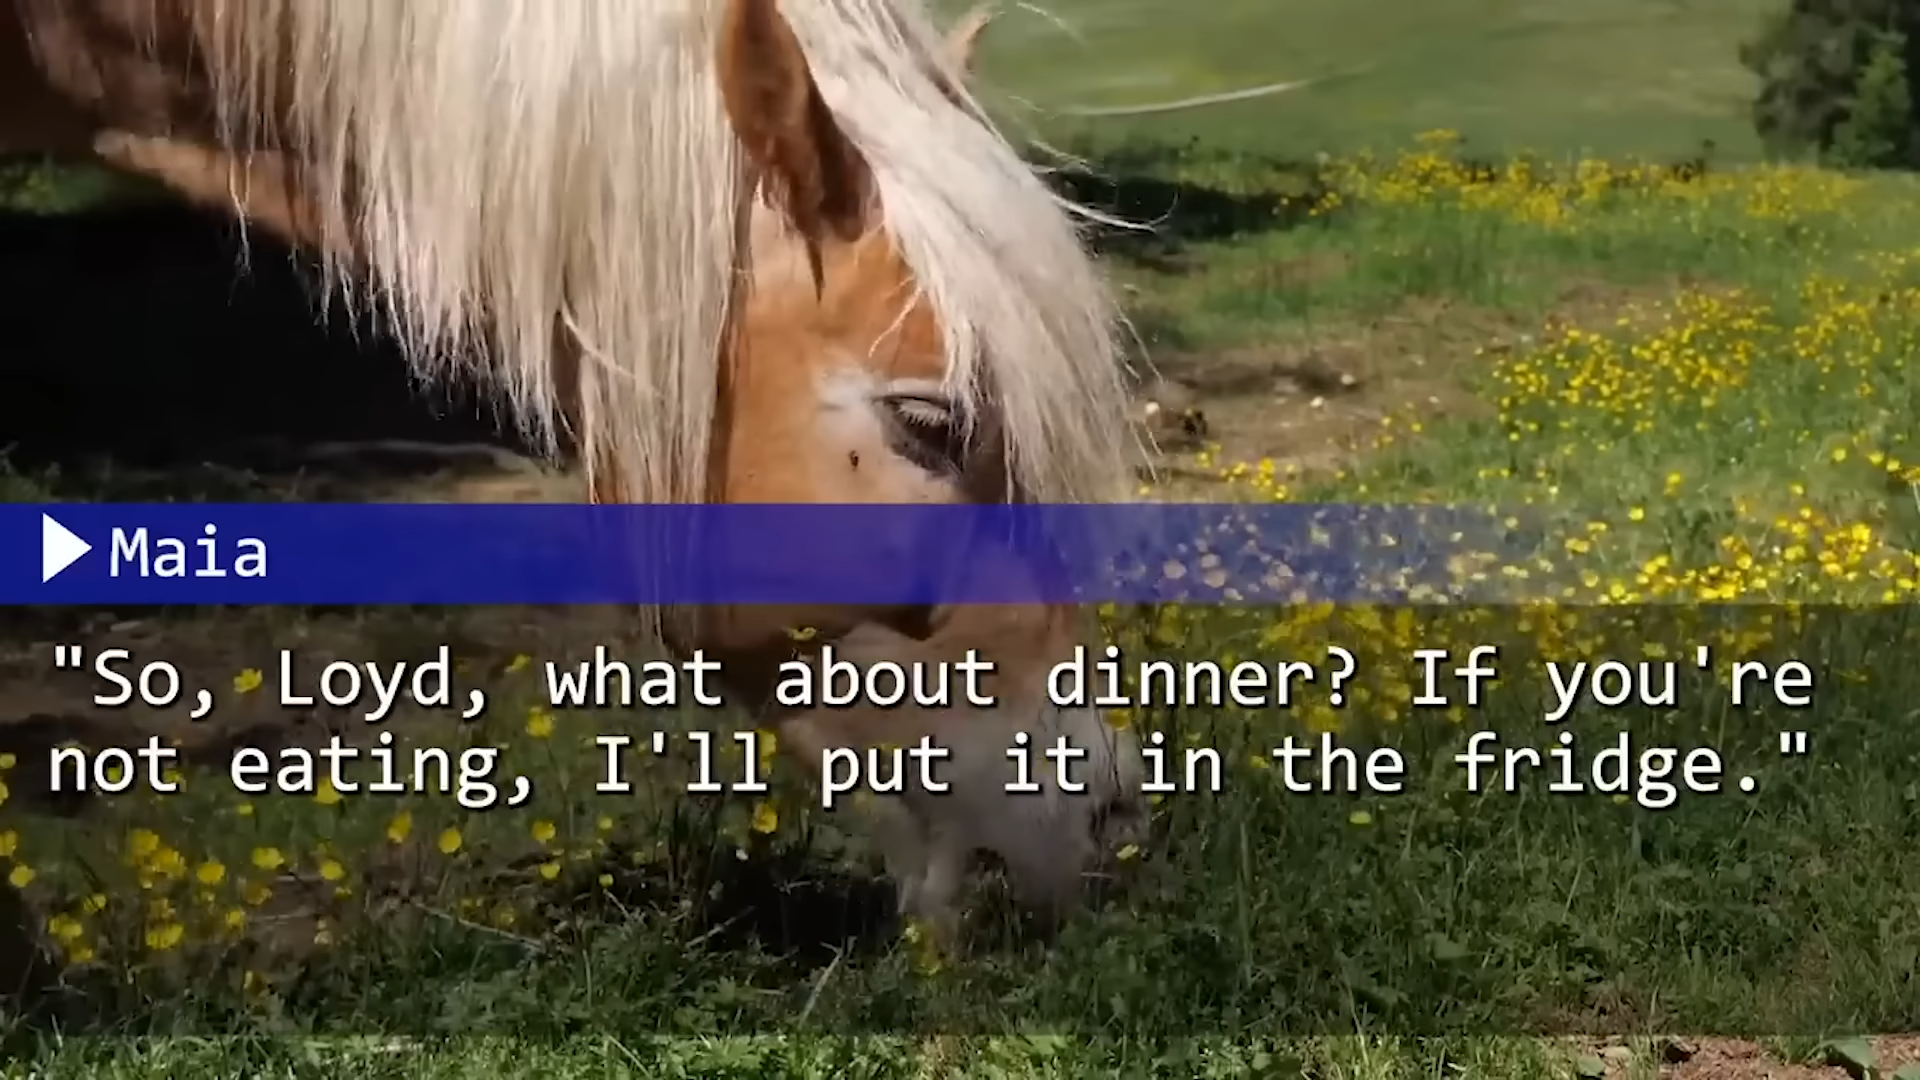 Maia
"So, Loyd, what about dinner? If you're
not eating, I'll put it in the fridge."